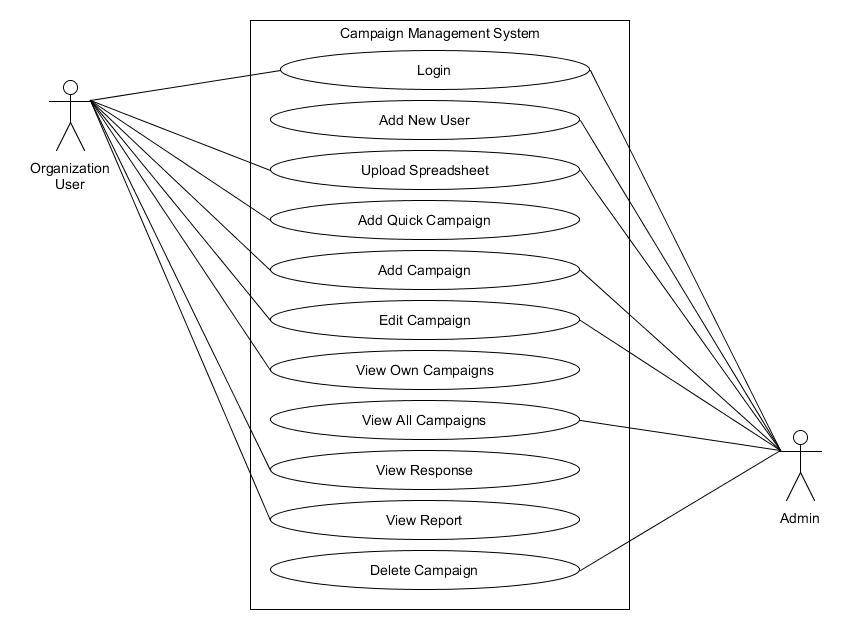 Campaign Management System
Login
Add New User
Upload Spreadsheet
Add Quick Campaign
Add Campaign
Edit Campaign
View Own Campaigns
View All Campaigns
View Response
View Report
Delete Campaign
Organization
User
Admin